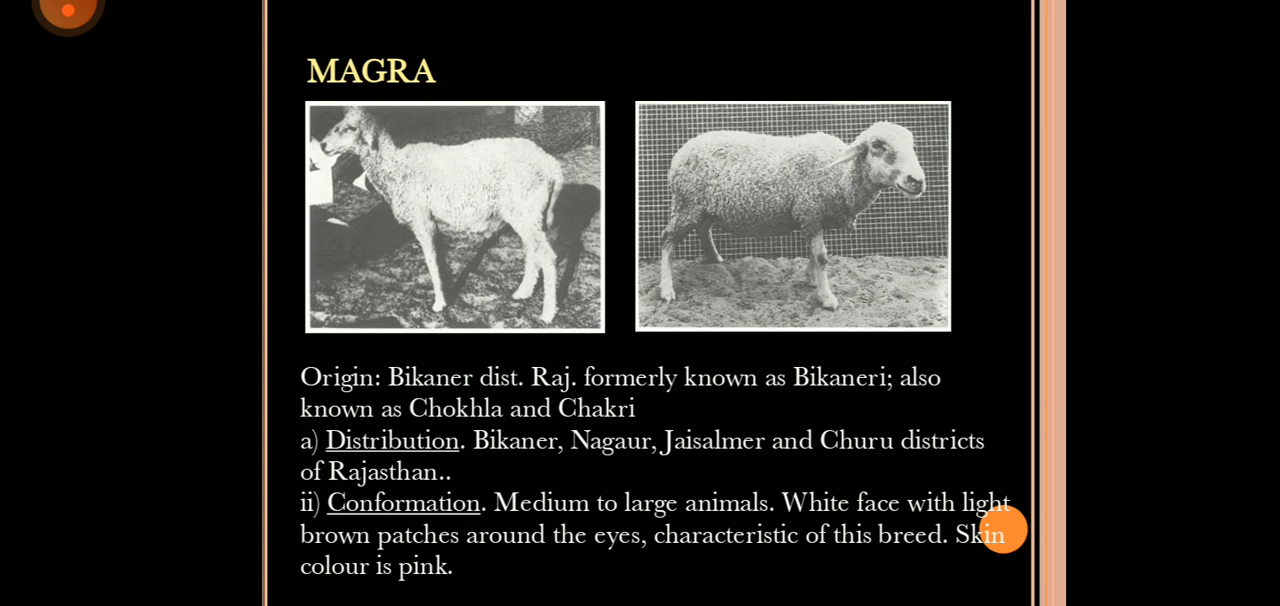 MAGRA
Origin: Bikaner dist. Raj. formerly known as Bikaneri; also
known as Chokhla and Chakri
a) Distribution. Bikaner, Nagaur, Jaisalmer and Churu districts
of Rajasthan..
ii) Conformation. Medium to large animals. White face with light
brown patches around the eyes, characteristic of this breed. Skin
colour is pink.